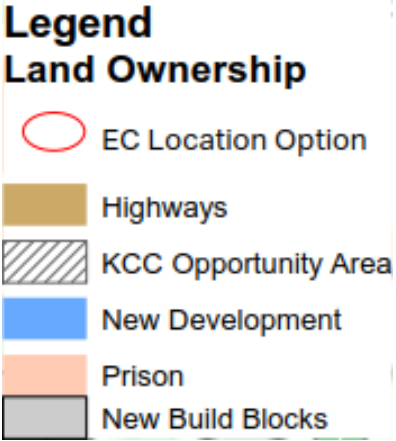 Legend
Land Ownership
EC Location Option
Highways
KCC Opportunity Area
New Development
Prison
New Build Blocks